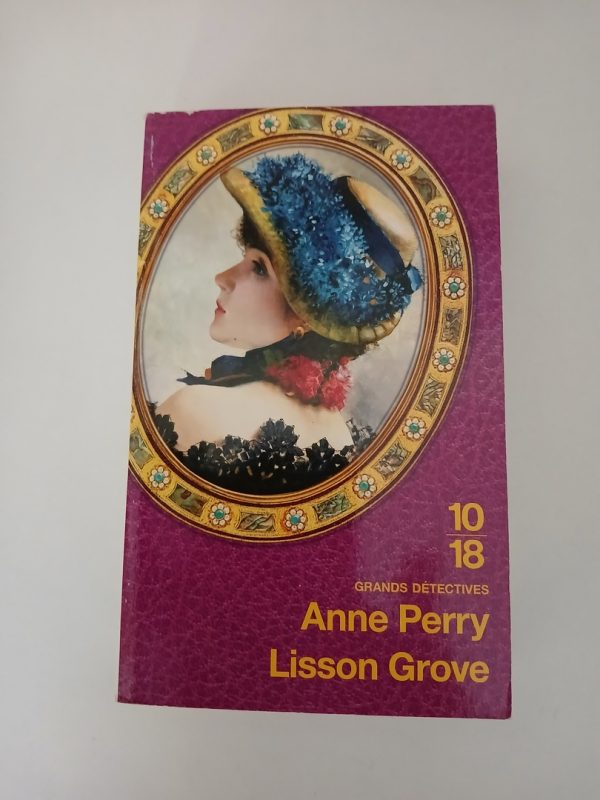 10
18
GRANDS DÉTECTIVES
Anne Perry
Lisson Grove